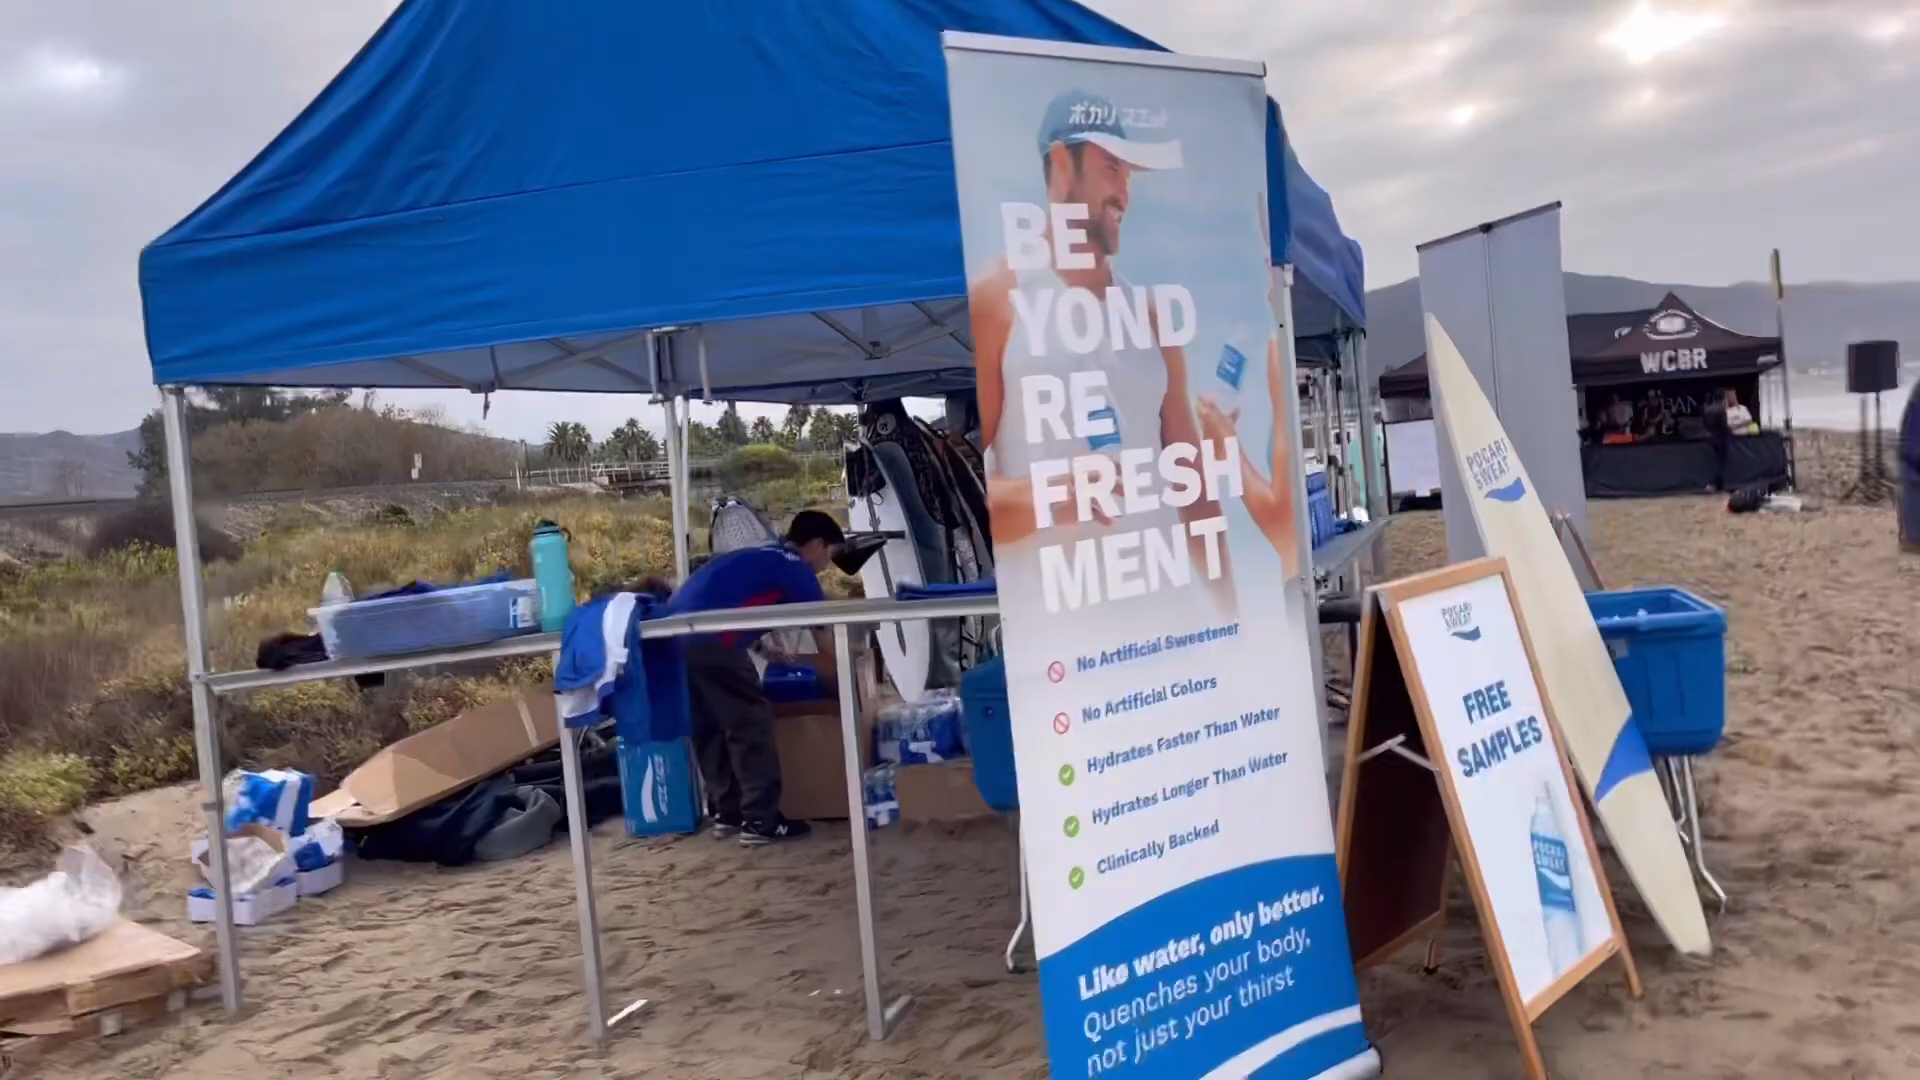 ポカリスエット
BE
YOND
RE
FRESH
MENT
No Artificial Sweetener
No Artificial Colors
Hydrates Faster Than Water
Hydrates Longer Than Water
Clinically Backed
Like water, only better.
Quenches your body,
not just your thirst
POCARI
SWEAT
FREE
SAMPLES
POCARI
SWEAT
POCARI
SWEAT
WCBR